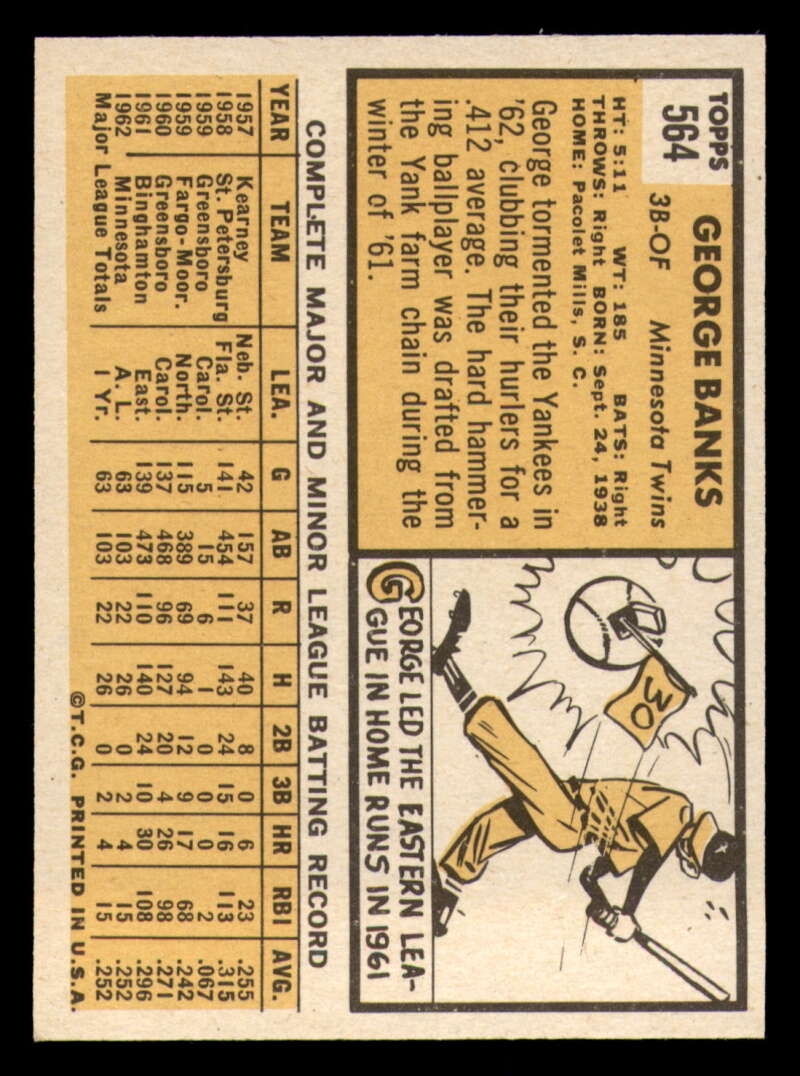 TOPPS
564
GEORGE BANKS
3B-OF Minnesota Twins
HT: 5:11 WT: 185 BATS: Right
THROWS: Right BORN: Sept. 24, 1938
HOME: Pacolet Mills, S. C.
George tormented the Yankees in
'62, clubbing their hurlers for a
.412 average. The hard hammer-
ing ballplayer was drafted from
the Yank farm chain during the
winter of '61.
30
GEORGE LED THE EASTERN LEA-
GUE IN HOME RUNS IN 1961
COMPLETE MAJOR AND MINOR LEAGUE BATTING RECORD
YEAR TEAM LEA. G AB R H 2B 3B HR RBI AVG.
1957 Kearney Neb. St. 42 157 37 40 8 0 6 23 .255
1958 St. Petersburg Fla. St. 141 454 111 143 24 15 16 113 .315
1959 Greensboro Carol. 5 15 6 1 0 0 0 2 .067
1959 Fargo-Moor. North. 115 389 69 94 12 9 17 68 .242
1960 Greensboro Carol. 137 468 96 127 20 4 26 98 .271
1961 Binghamton East. 139 473 110 140 24 10 30 108 .296
1962 Minnesota A. L. 63 103 22 26 0 2 4 15 .252
Major League Totals 1 Yr. 63 103 22 26 0 2 4 15 .252
©T.C.G. PRINTED IN U.S.A.